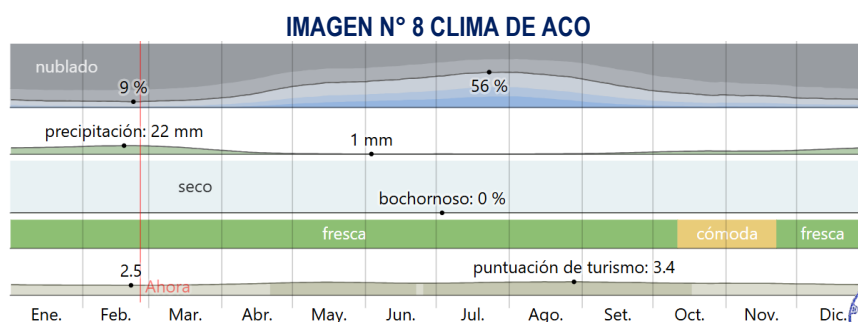 IMAGEN N° 8 CLIMA DE ACO
nublado
9 %
56 %
precipitación: 22 mm
1 mm
seco
bochornoso: 0 %
fresca
cómoda
fresca
2.5
puntuación de turismo: 3.4
Ahora
Ene. Feb. Mar. Abr. May. Jun. Jul. Ago. Set. Oct. Nov. Dic.